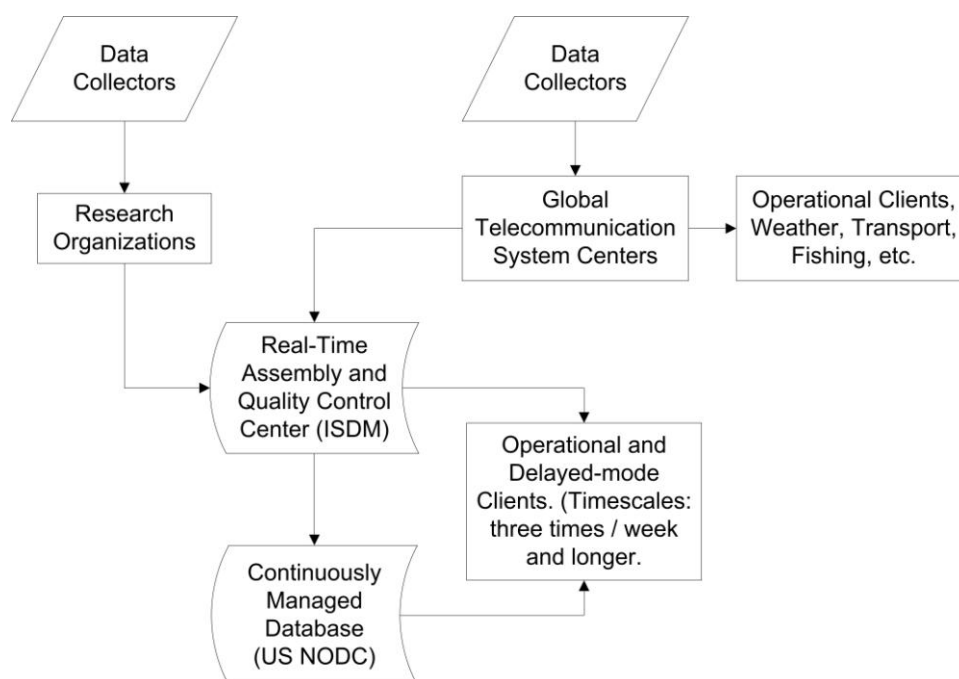 Data
Collectors
Data
Collectors
Research
Organizations
Global
Telecommunication
System Centers
Operational Clients,
Weather, Transport,
Fishing, etc.
Real-Time
Assembly and
Quality Control
Center (ISDM)
Operational and
Delayed-mode
Clients. (Timescales:
three times / week
and longer.
Continuously
Managed
Database
(US NODC)